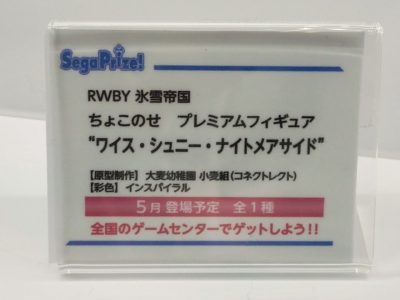 SegaPrize!
RWBY 氷雪帝国
ちょこのせ プレミアムフィギュア
“ワイス・シュニー・ナイトメアサイド”
【原型制作】 大麦幼稚園 小麦組(コネクトレクト)
【彩色】 インスパイラル
5月 登場予定 全1種
全国のゲームセンターでゲットしよう!!